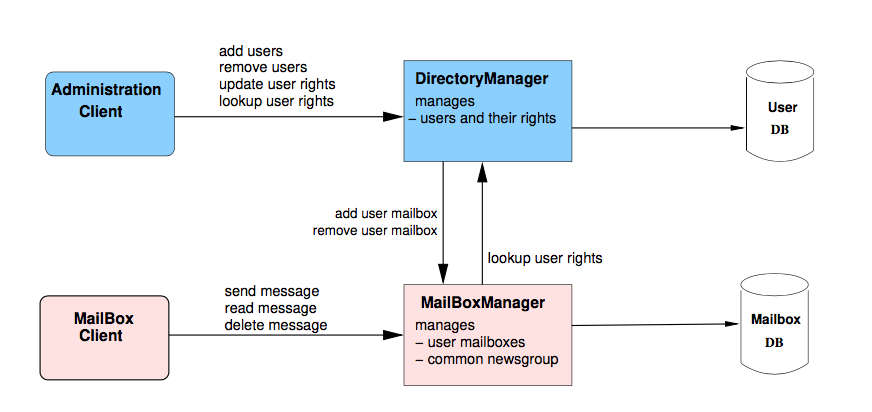 add users
remove users
update user rights
lookup user rights
Administration
Client
DirectoryManager
manages
– users and their rights
User
DB
add user mailbox
remove user mailbox
lookup user rights
send message
read message
delete message
MailBox
Client
MailBoxManager
manages
– user mailboxes
– common newsgroup
Mailbox
DB